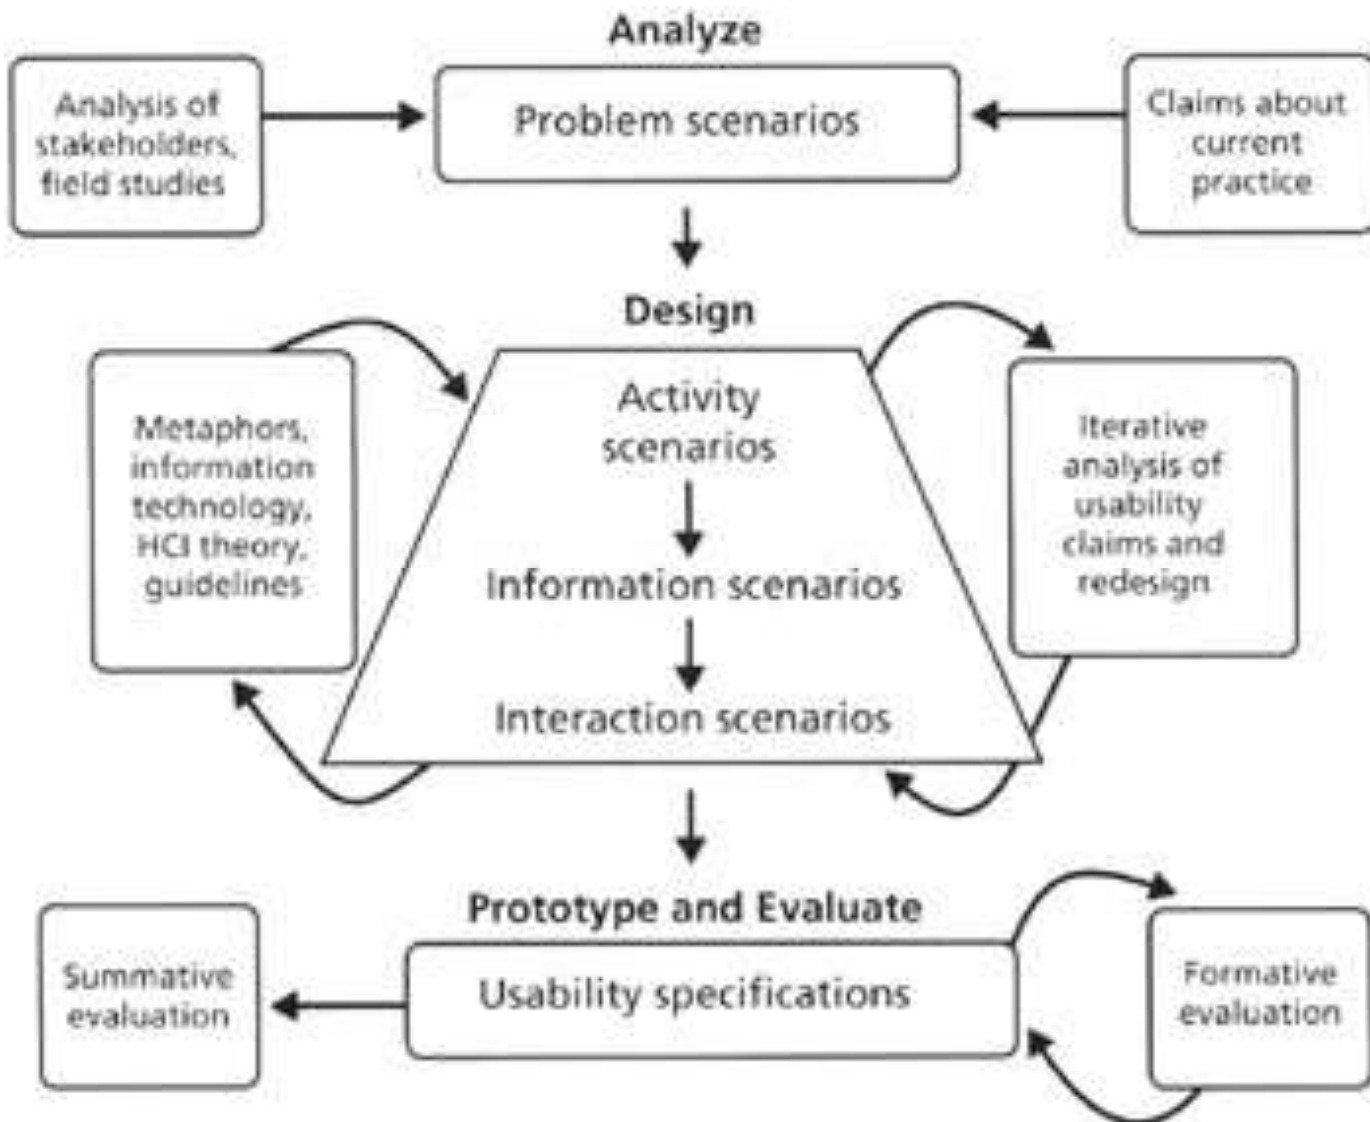 Analyze
Analysis of
stakeholders,
field studies
Problem scenarios
Claims about
current
practice
Design
Metaphors,
information
technology,
HCI theory,
guidelines
Activity
scenarios
Information scenarios
Interaction scenarios
Iterative
analysis of
usability
claims and
redesign
Prototype and Evaluate
Summative
evaluation
Usability specifications
Formative
evaluation